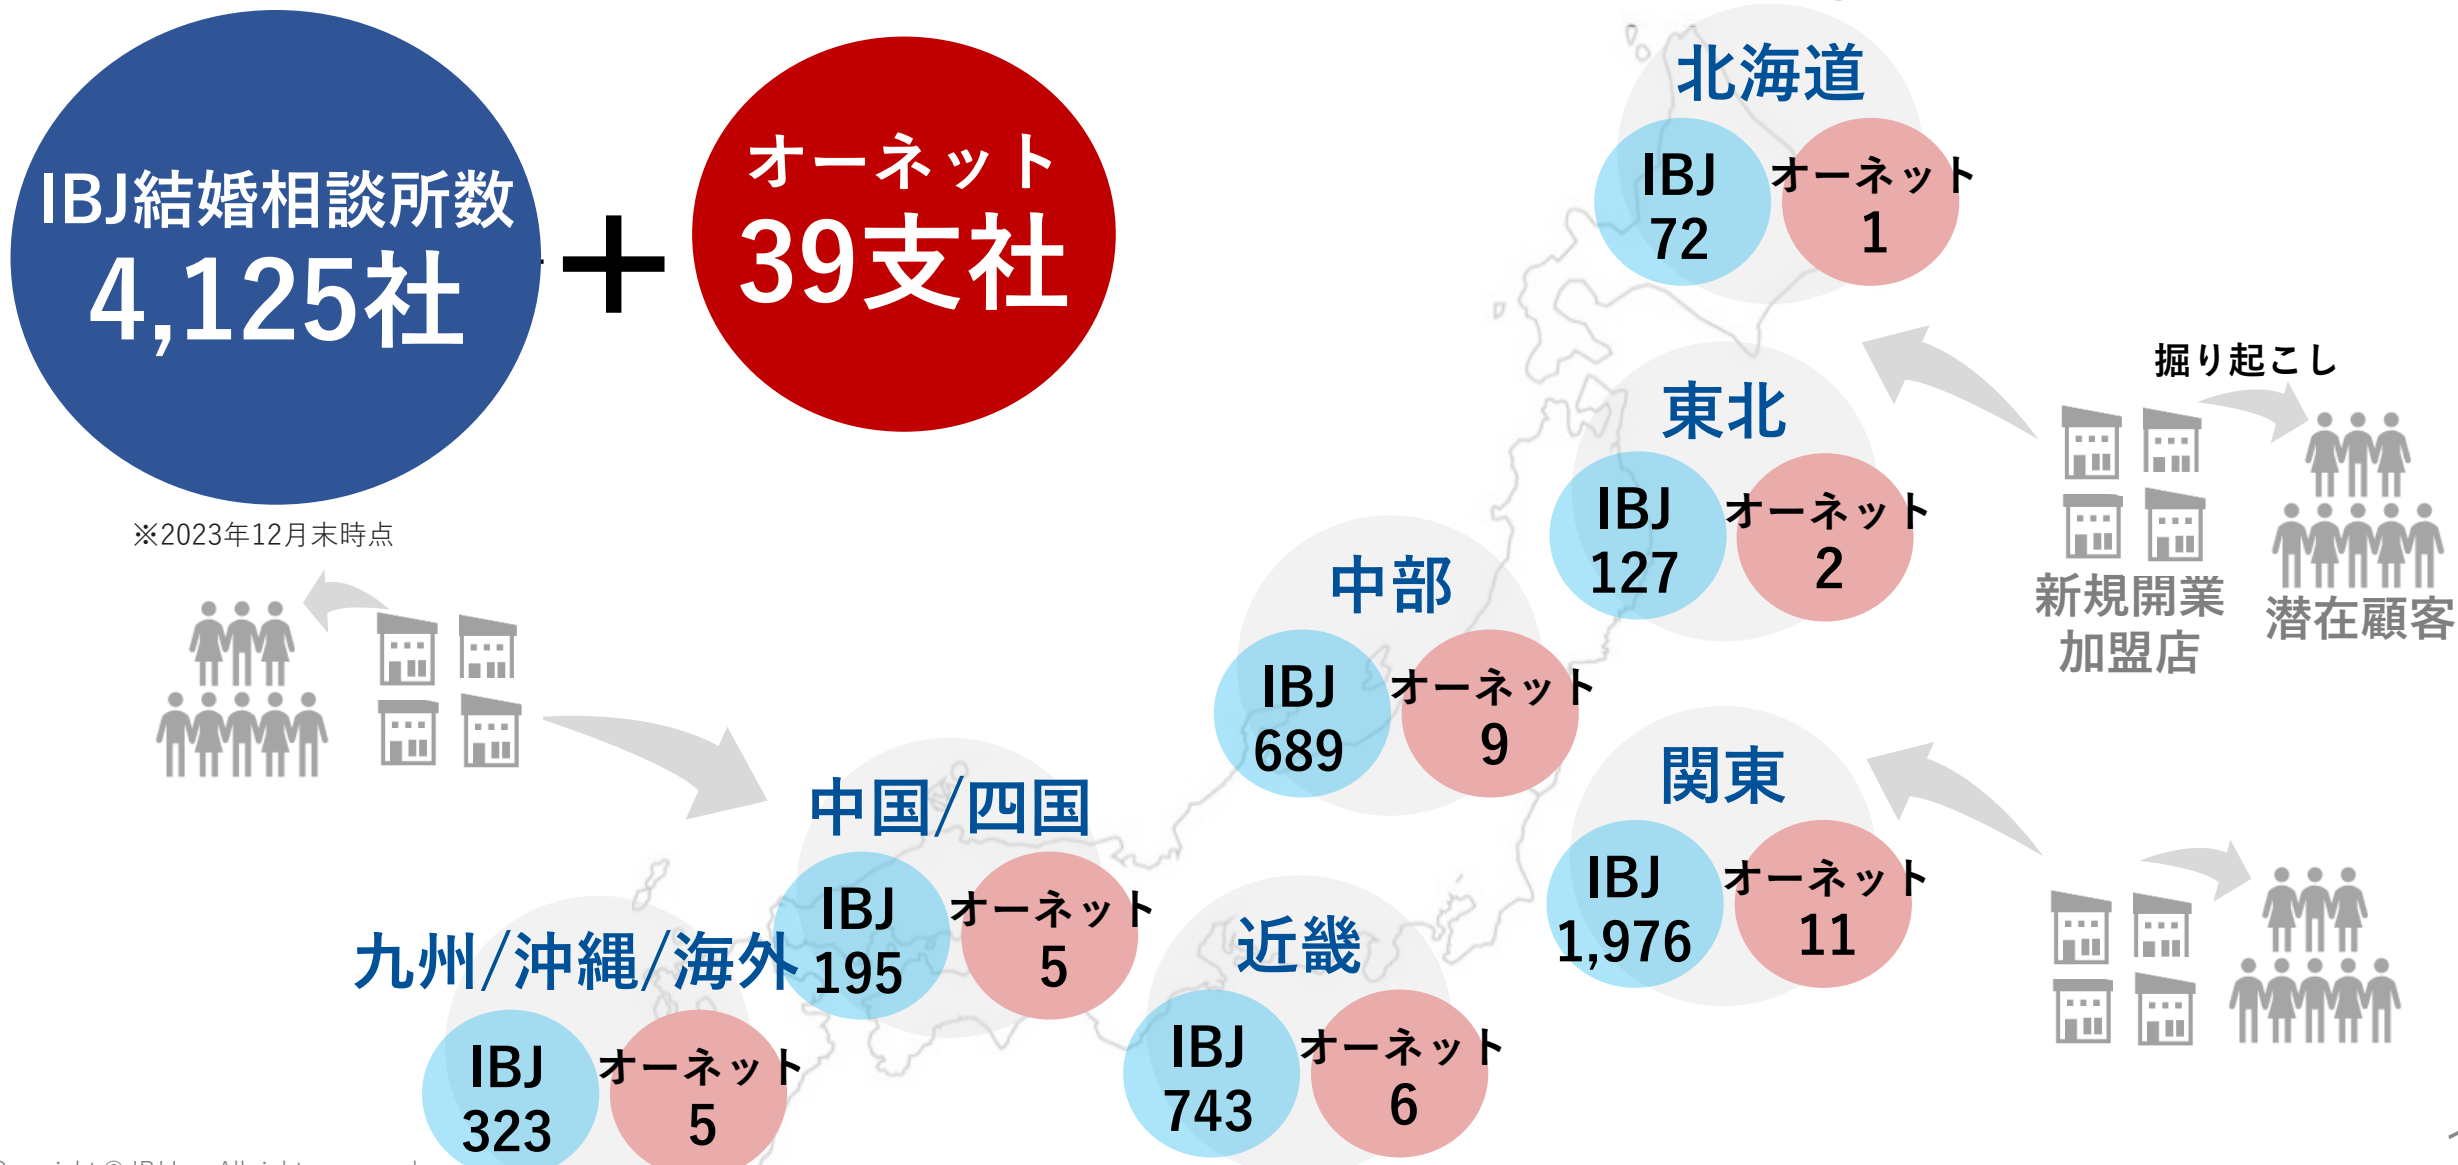 IBJ結婚相談所数
4,125社
+
オーネット
39支社
※2023年12月末時点
北海道
IBJ
72
オーネット
1
東北
IBJ
127
オーネット
2
掘り起こし
新規開業
加盟店
潜在顧客
中部
IBJ
689
オーネット
9
関東
IBJ
1,976
オーネット
11
中国/四国
IBJ
195
オーネット
5
近畿
IBJ
743
オーネット
6
九州/沖縄/海外
IBJ
323
オーネット
5